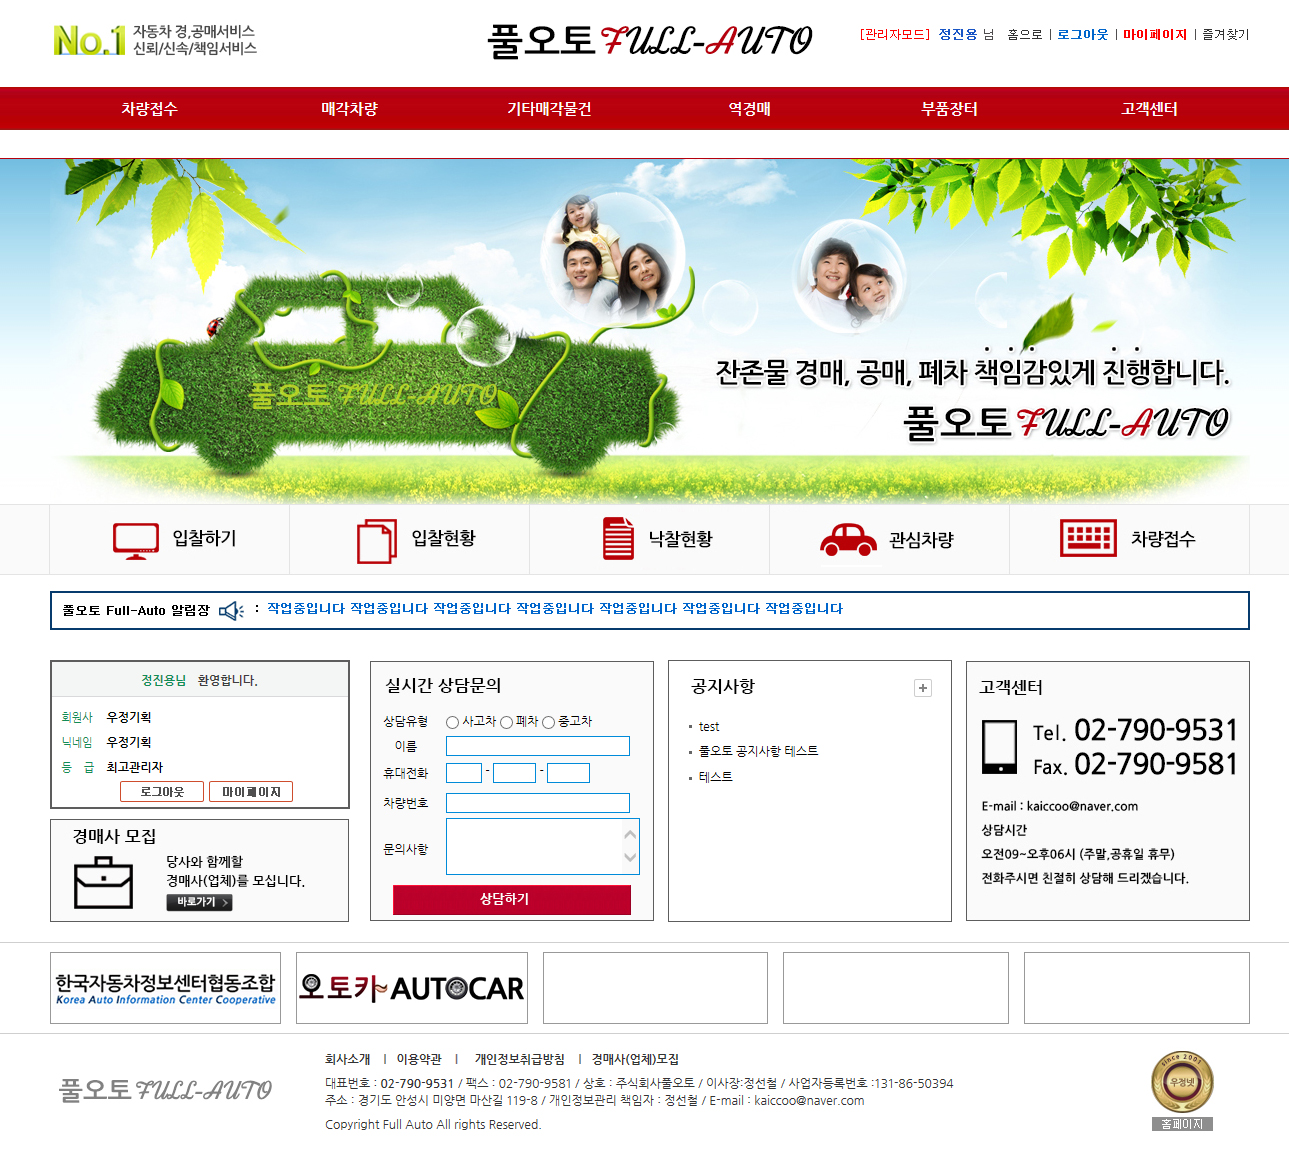 No.1 자동차 경,공매서비스
신뢰/신속/책임서비스
풀오토 FULL-AUTO
[관리자모드] 정진용 님 홈으로 | 로그아웃 | 마이페이지 | 즐겨찾기
차량접수 매각차량 기타매각물건 역경매 부품장터 고객센터
잔존물 경매, 공매, 폐차 책임감있게 진행합니다.
풀오토 FULL-AUTO
풀오토 FULL-AUTO
입찰하기 입찰현황 낙찰현황 관심차량 차량접수
풀오토 Full-Auto 알림장 : 작업중입니다 작업중입니다 작업중입니다 작업중입니다 작업중입니다 작업중입니다 작업중입니다
정진용님 환영합니다.
회원사 우정기획
닉네임 우정기획
등 급 최고관리자
로그아웃 마이페이지
경매사 모집
당사와 함께할
경매사(업체)를 모십니다.
바로가기 >
실시간 상담문의
상담유형 사고차 폐차 중고차
이름
휴대전화 - -
차량번호
문의사항
상담하기
공지사항
test
풀오토 공지사항 테스트
테스트
고객센터
Tel. 02-790-9531
Fax. 02-790-9581
E-mail : kaiccoo@naver.com
상담시간
오전09~오후06시 (주말,공휴일 휴무)
전화주시면 친절히 상담해 드리겠습니다.
한국자동차정보센터협동조합
Korea Auto Information Center Cooperative
오토카 AUTOCAR
풀오토 FULL-AUTO
회사소개 | 이용약관 | 개인정보취급방침 | 경매사(업체)모집
대표번호 : 02-790-9531 / 팩스 : 02-790-9581 / 상호 : 주식회사풀오토 / 이사장:정선철 / 사업자등록번호 :131-86-50394
주소 : 경기도 안성시 미양면 마산길 119-8 / 개인정보관리 책임자 : 정선철 / E-mail : kaiccoo@naver.com
Copyright Full Auto All rights Reserved.
since 2003
우정넷
홈페이지